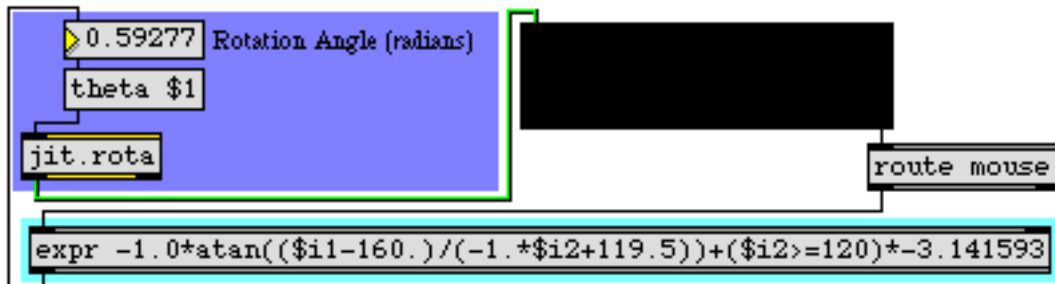 0.59277 Rotation Angle (radians)
theta $1
jit.rota
route mouse
expr -1.0*atan(($i1-160.)/(-1.*$i2+119.5))+($i2>=120)*-3.141593